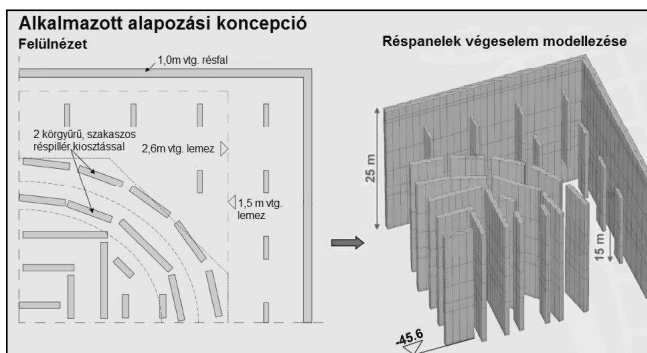 Alkalmazott alapozási koncepció
Felülnézet
Réspanelek végeselem modellezése
1,0m vtg. résfal
2 körgyűrű, szakaszos
réspillér kiosztással
2,6m vtg. lemez
1,5 m vtg.
lemez
25 m
15 m
-45.6